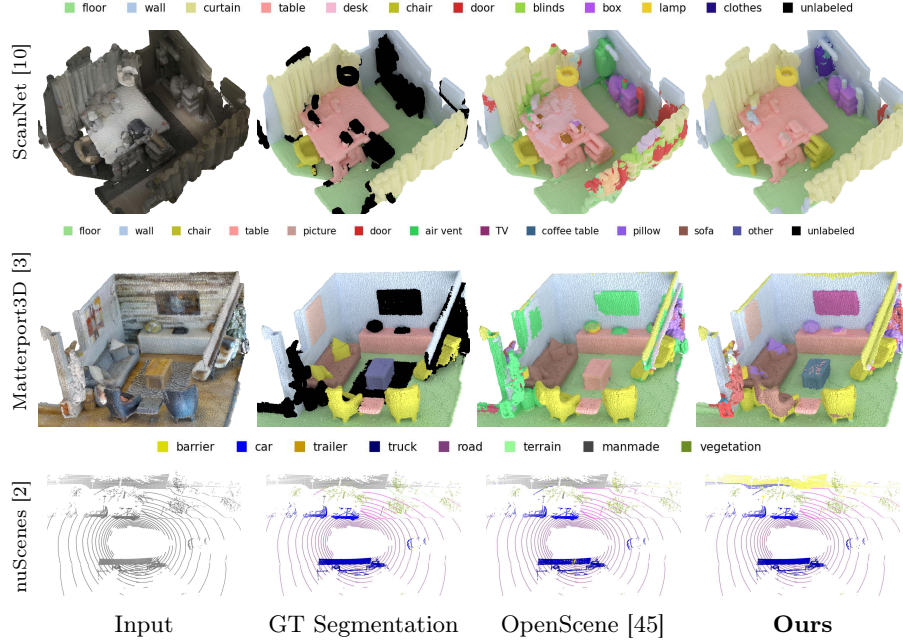 floor wall curtain table desk chair door blinds box lamp clothes unlabeled
ScanNet [10]
floor wall chair table picture door air vent TV coffee table pillow sofa other unlabeled
Matterport3D [3]
barrier car trailer truck road terrain manmade vegetation
nuScenes [2]
Input GT Segmentation OpenScene [45] Ours